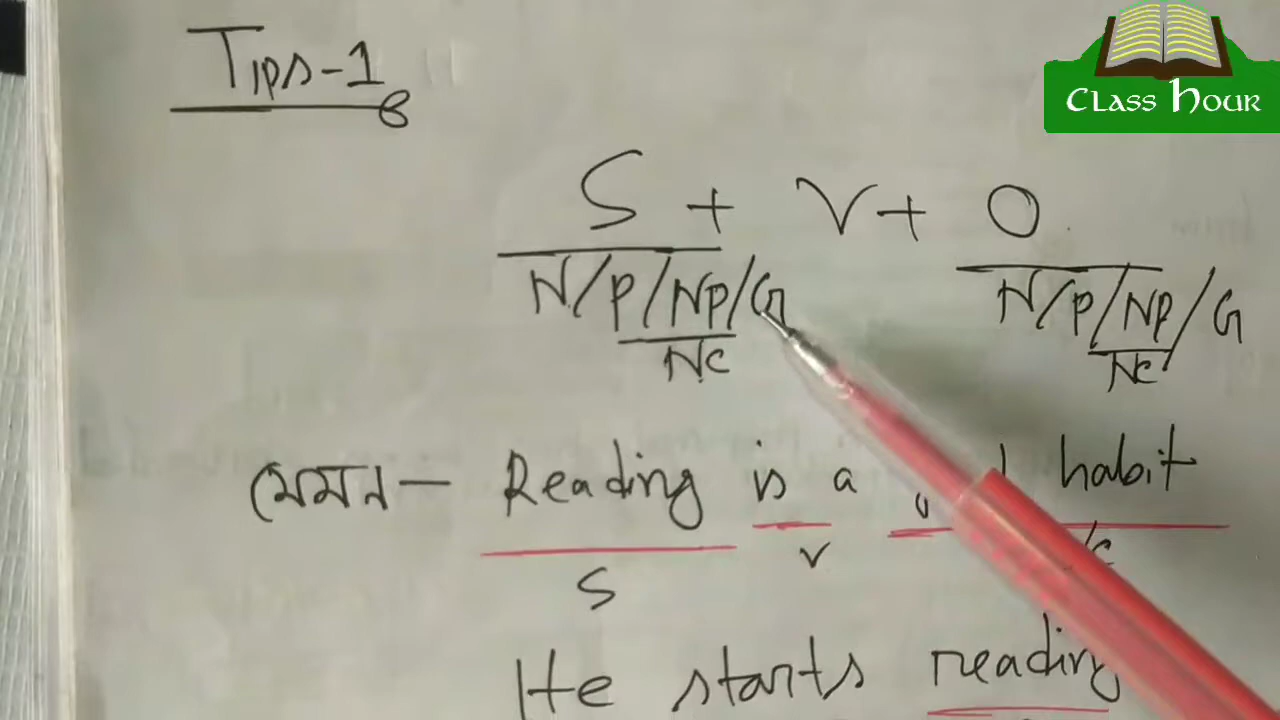 Tips-1
CLASS HOUR
S + V + O
N/P/NP/G N/P/NP/G
NC NC
যেমন- Reading is a habit
S V
He starts reading